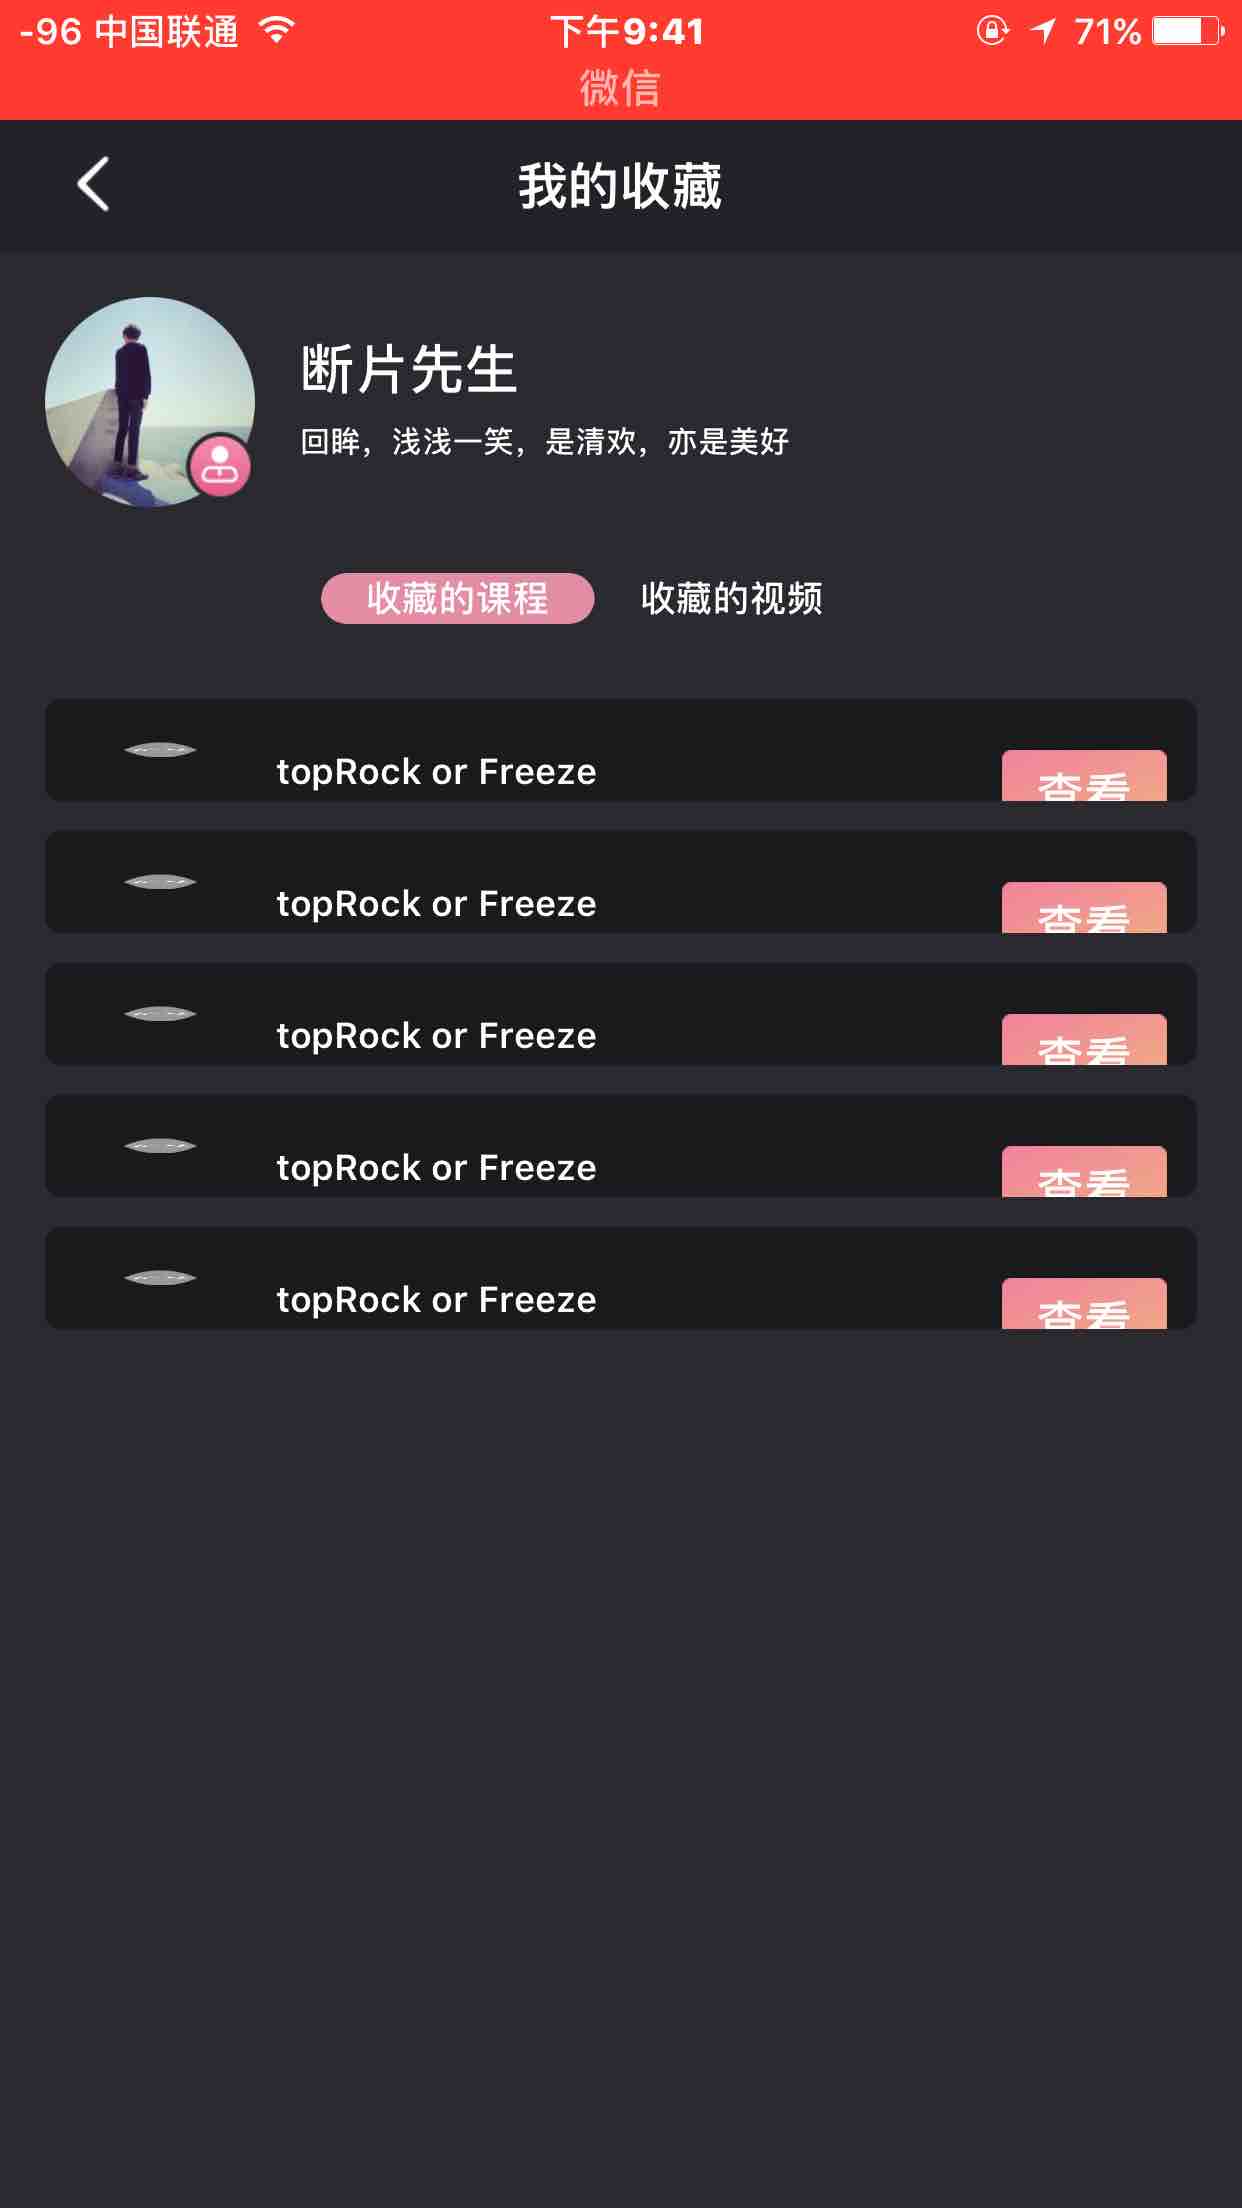 -96 中国联通 下午9:41 71%
微信
我的收藏
断片先生
回眸，浅浅一笑，是清欢，亦是美好
收藏的课程 收藏的视频
topRock or Freeze
查看
topRock or Freeze
查看
topRock or Freeze
查看
topRock or Freeze
查看
topRock or Freeze
查看